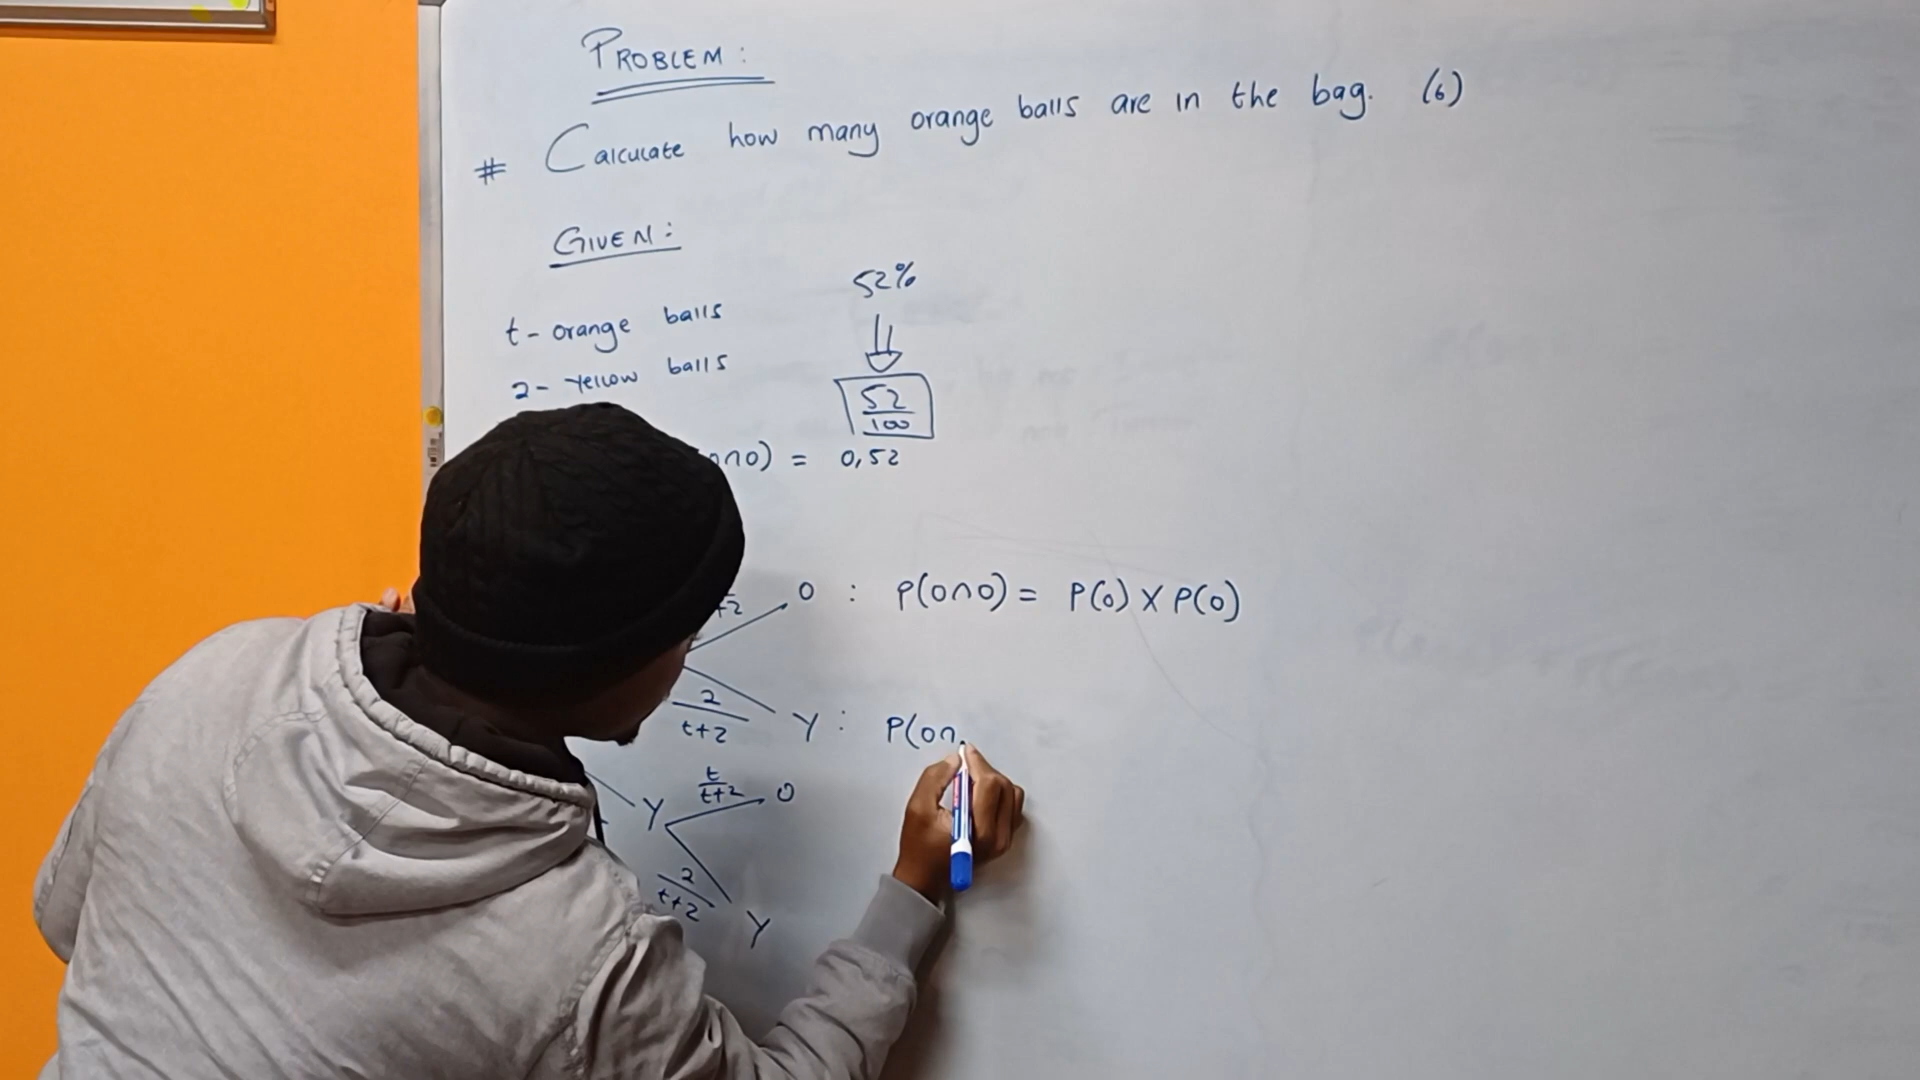 PROBLEM:
# Calculate how many orange balls are in the bag. (6)
GIVEN:
52%
t - orange balls
2 - Yellow balls
52
100
∩O) = 0,52
+2
O : P(O∩O) = P(O) X P(O)
2
t+2
Y : P(O∩
t
t+2
O
Y
2
t+2
Y